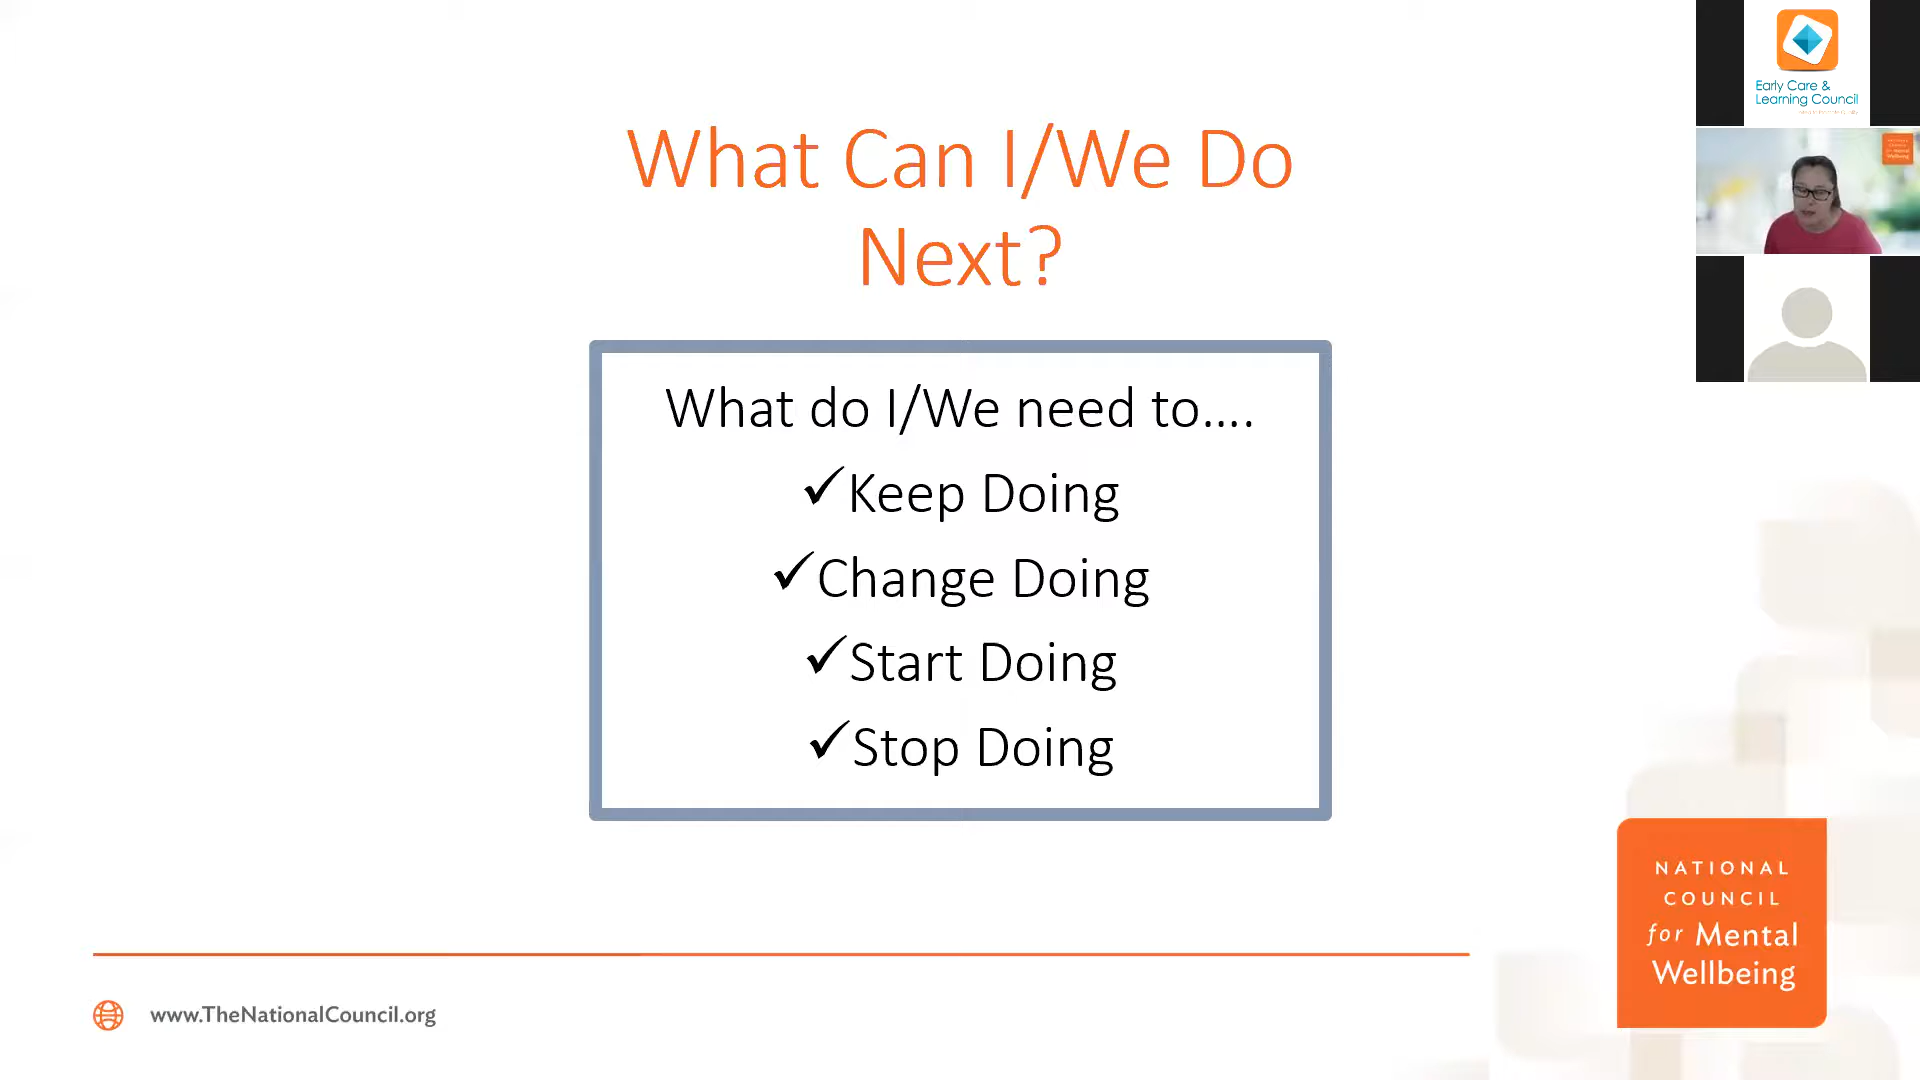 What Can I/We Do
Next?
What do I/We need to....
✓Keep Doing
✓Change Doing
✓Start Doing
✓Stop Doing
www.TheNationalCouncil.org
NATIONAL
COUNCIL
for Mental
Wellbeing
Early Care &
Learning Council